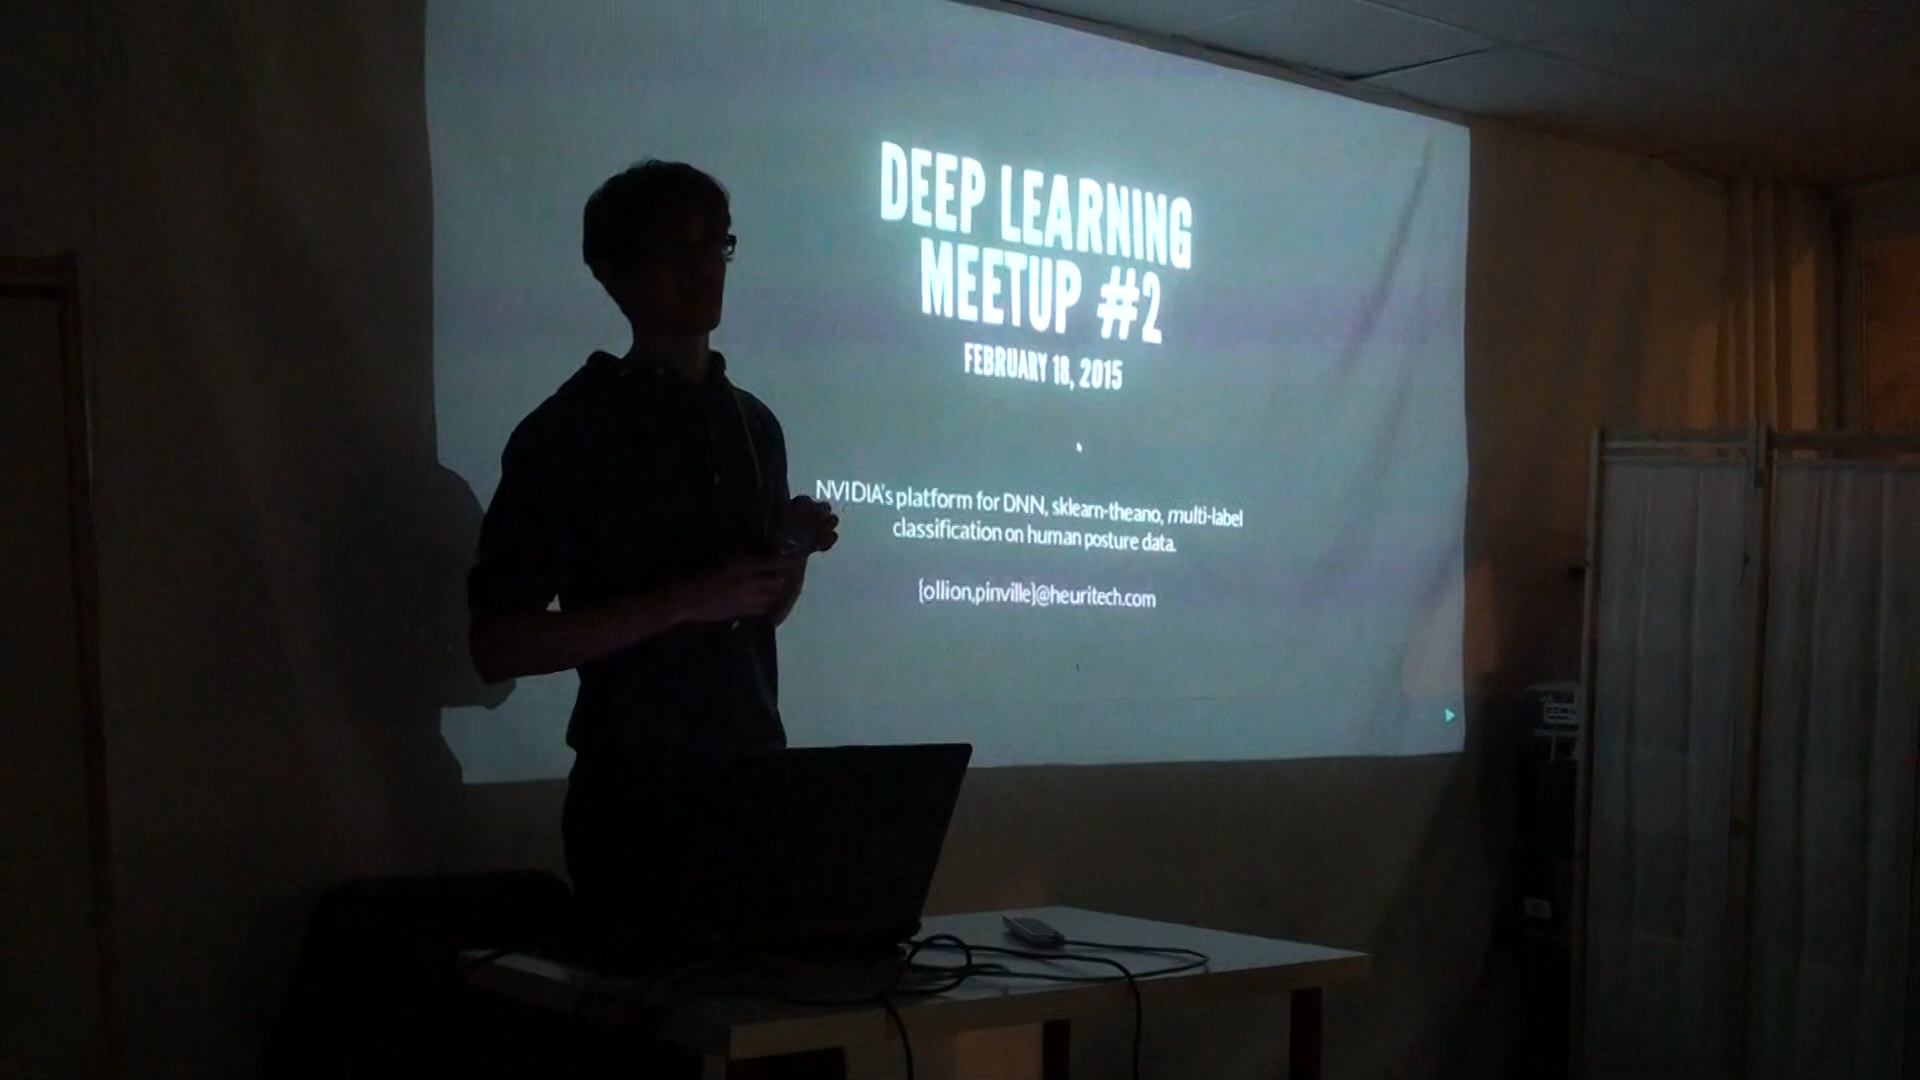 DEEP LEARNING
MEETUP #2
FEBRUARY 18, 2015
NVIDIA's platform for DNN, sklearn-theano, multi-label
classification on human posture data.
{ollion,pinville}@heuritech.com